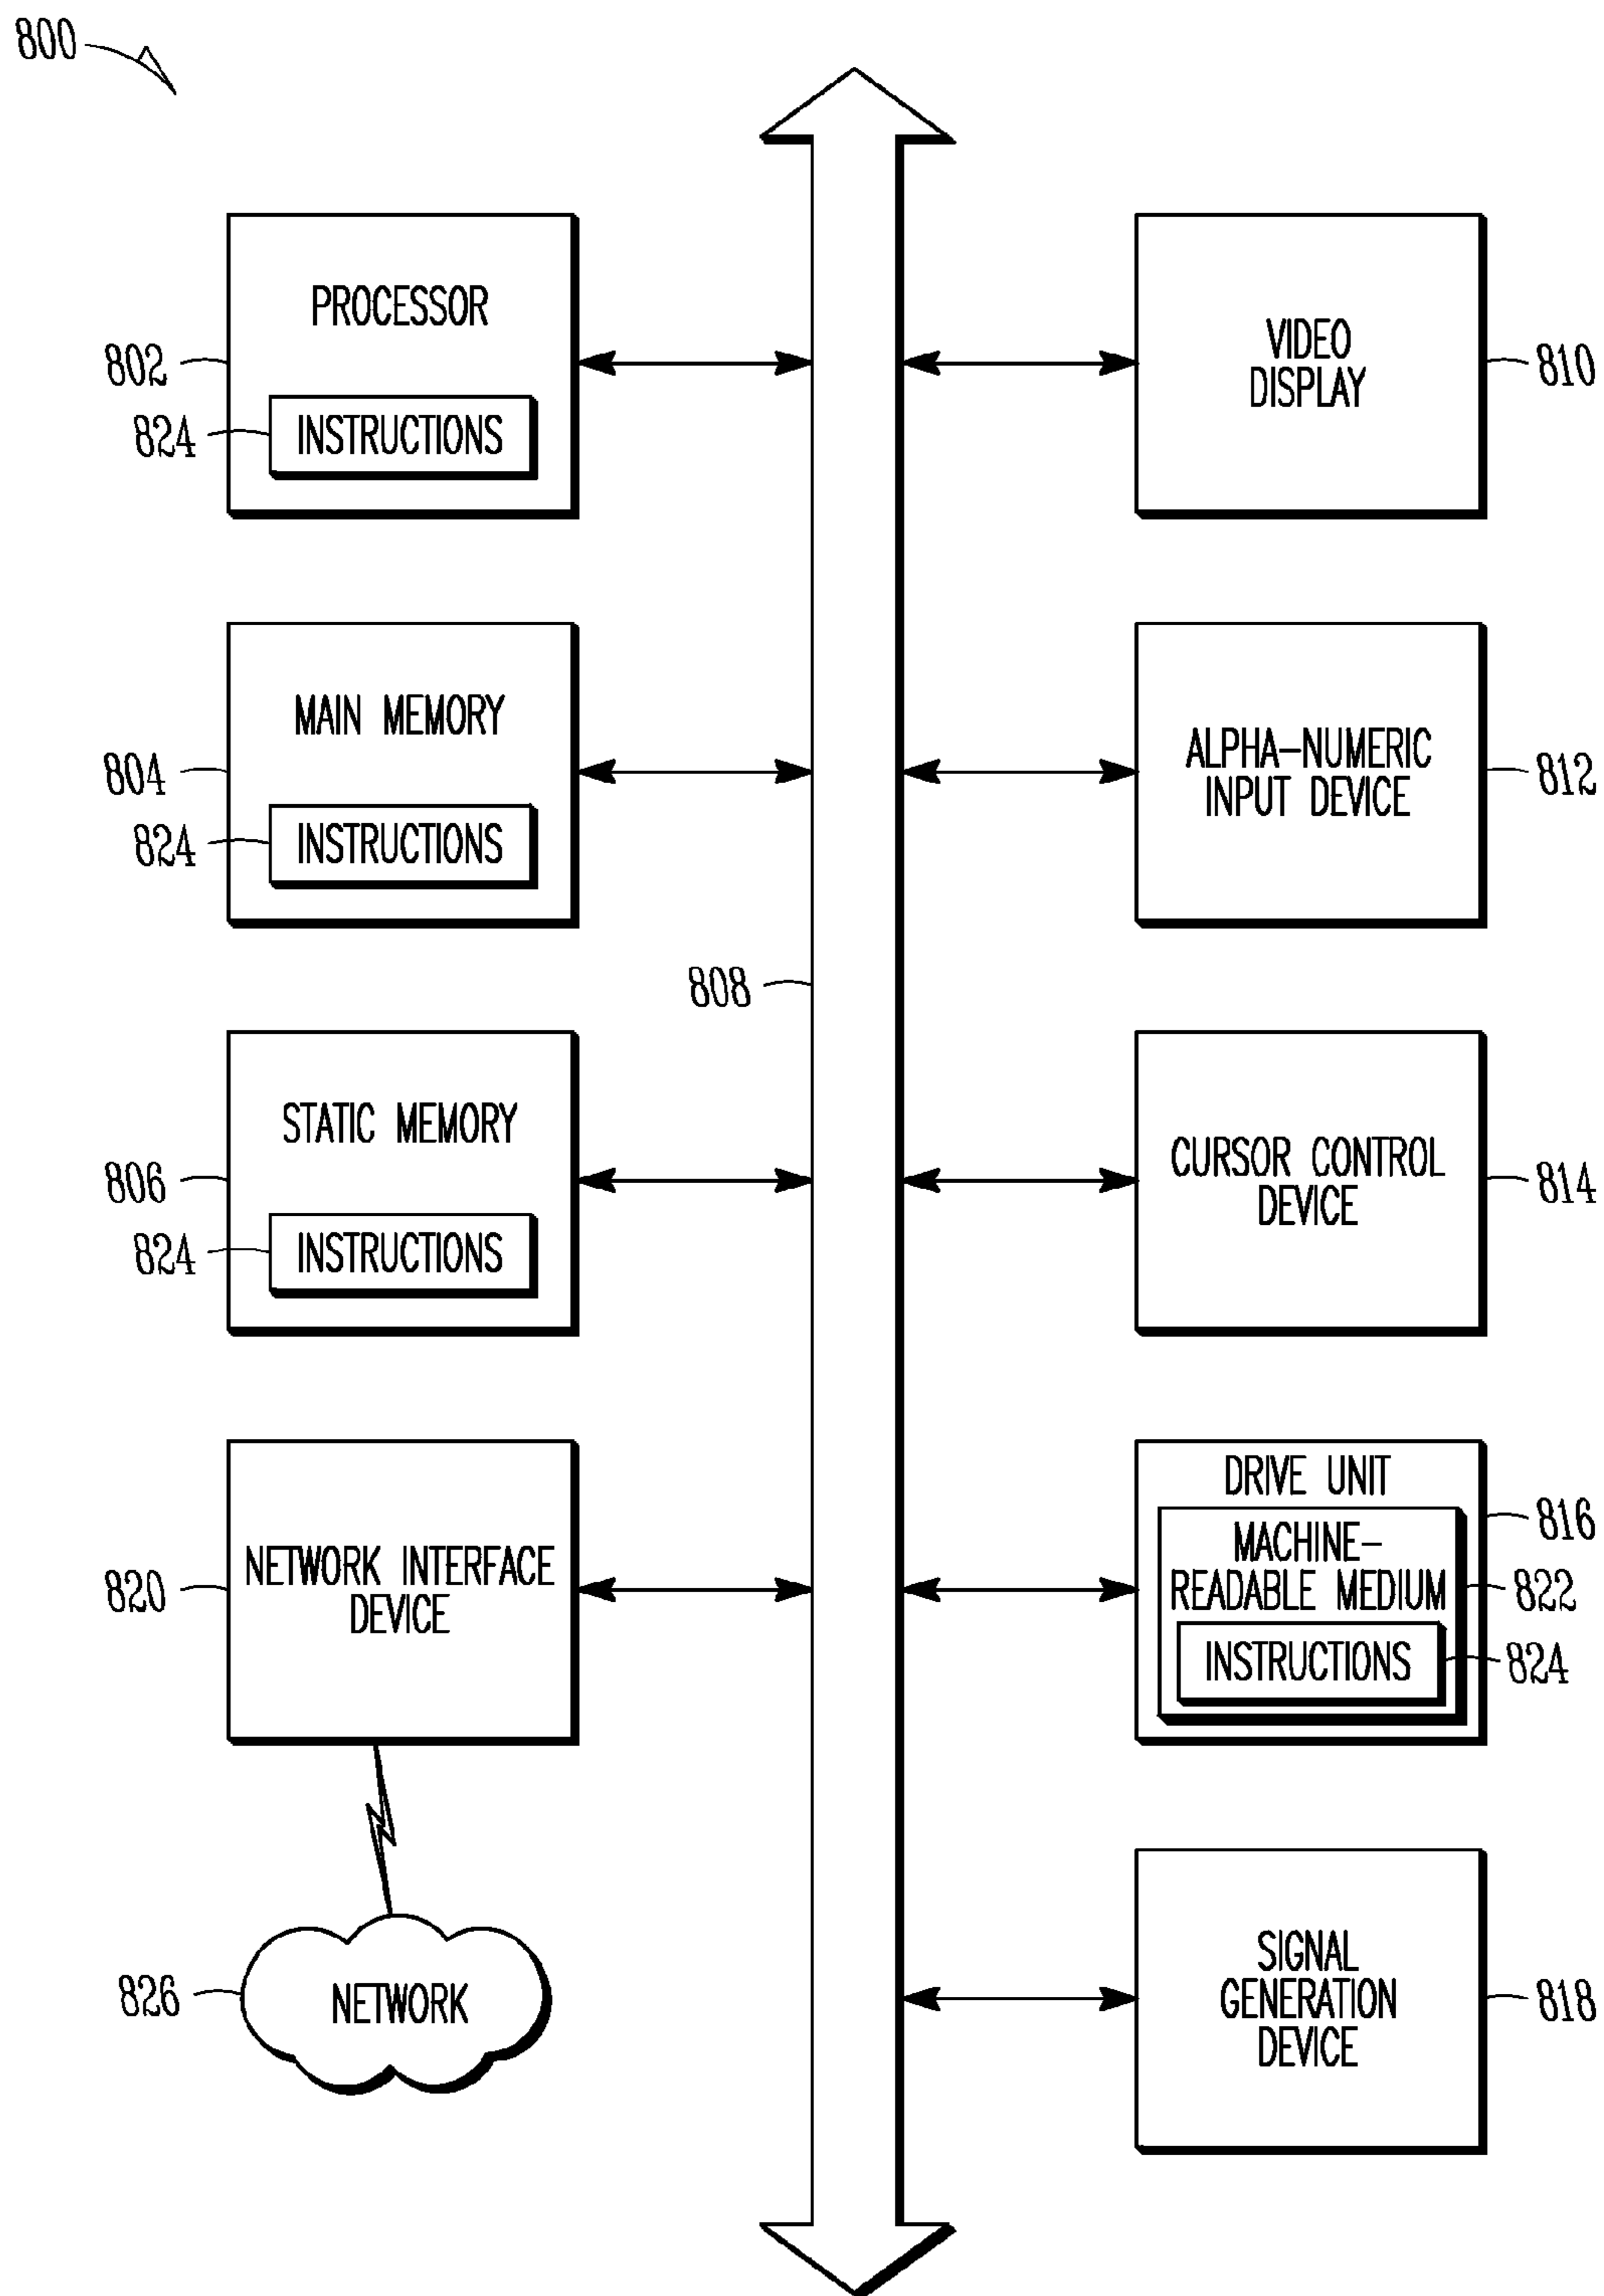 800
PROCESSOR
802
824
INSTRUCTIONS
VIDEO
DISPLAY
810
MAIN MEMORY
804
824
INSTRUCTIONS
ALPHA-NUMERIC
INPUT DEVICE
812
808
STATIC MEMORY
806
824
INSTRUCTIONS
CURSOR CONTROL
DEVICE
814
NETWORK INTERFACE
DEVICE
820
DRIVE UNIT
816
MACHINE-
READABLE MEDIUM
822
INSTRUCTIONS
824
826
NETWORK
SIGNAL
GENERATION
DEVICE
818